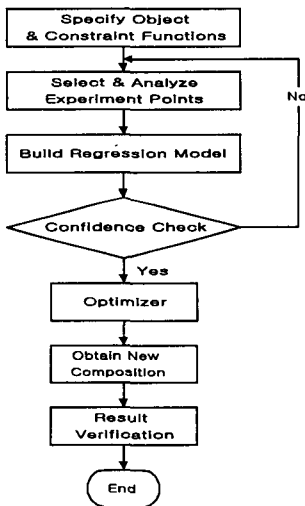 Specify Object
& Constraint Functions
Select & Analyze
Experiment Points
No
Build Regression Model
Confidence Check
Yes
Optimizer
Obtain New
Composition
Result
Verification
End